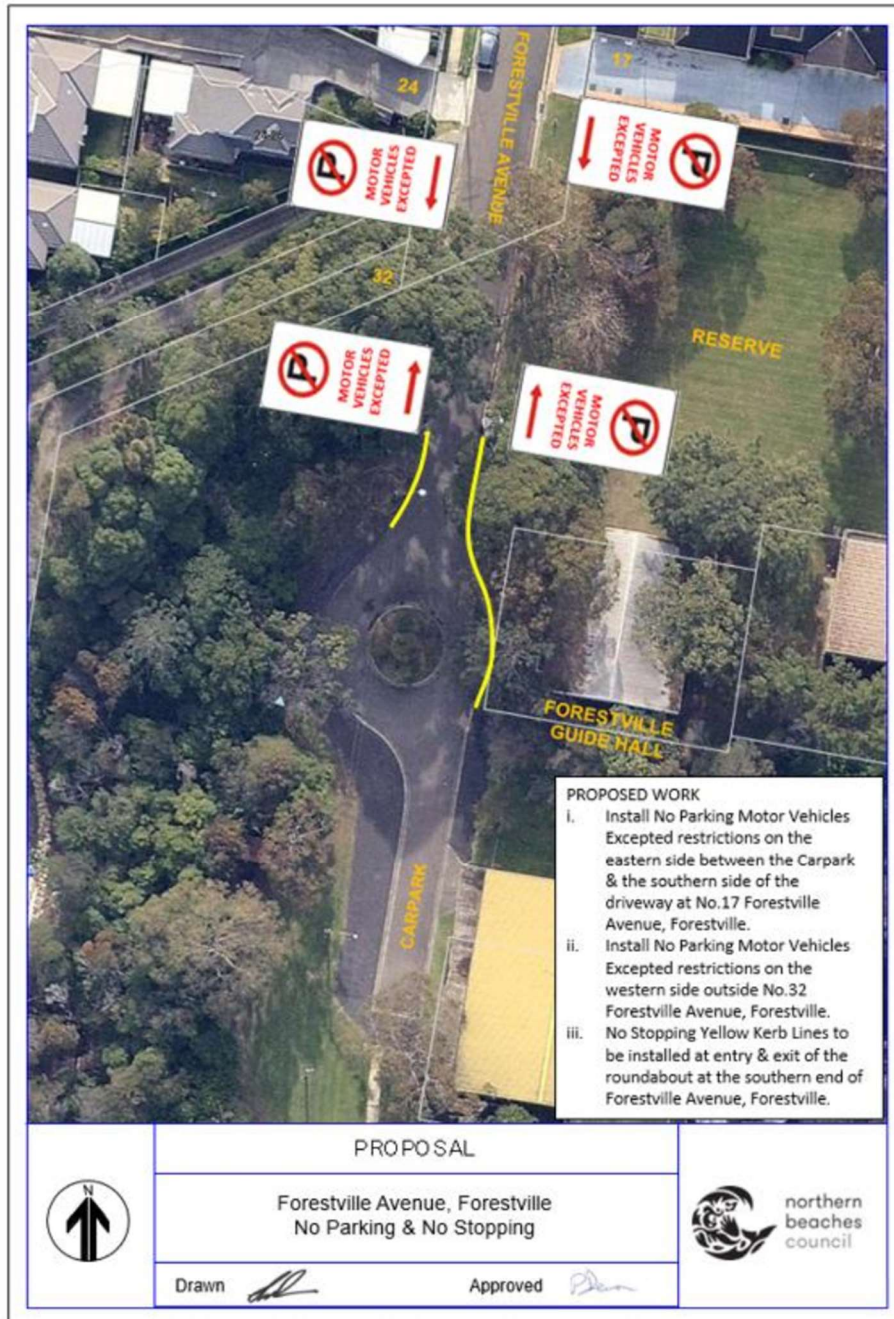 FORESTVILLE AVENUE
24
17
MOTOR
VEHICLES
EXCEPTED
MOTOR
VEHICLES
EXCEPTED
32
RESERVE
MOTOR
VEHICLES
EXCEPTED
MOTOR
VEHICLES
EXCEPTED
FORESTVILLE
GUIDE HALL
CARPARK
PROPOSED WORK
i. Install No Parking Motor Vehicles
Excepted restrictions on the
eastern side between the Carpark
& the southern side of the
driveway at No.17 Forestville
Avenue, Forestville.
ii. Install No Parking Motor Vehicles
Excepted restrictions on the
western side outside No.32
Forestville Avenue, Forestville.
iii. No Stopping Yellow Kerb Lines to
be installed at entry & exit of the
roundabout at the southern end of
Forestville Avenue, Forestville.
N
PROPOSAL
Forestville Avenue, Forestville
No Parking & No Stopping
Drawn
Approved
northern
beaches
council